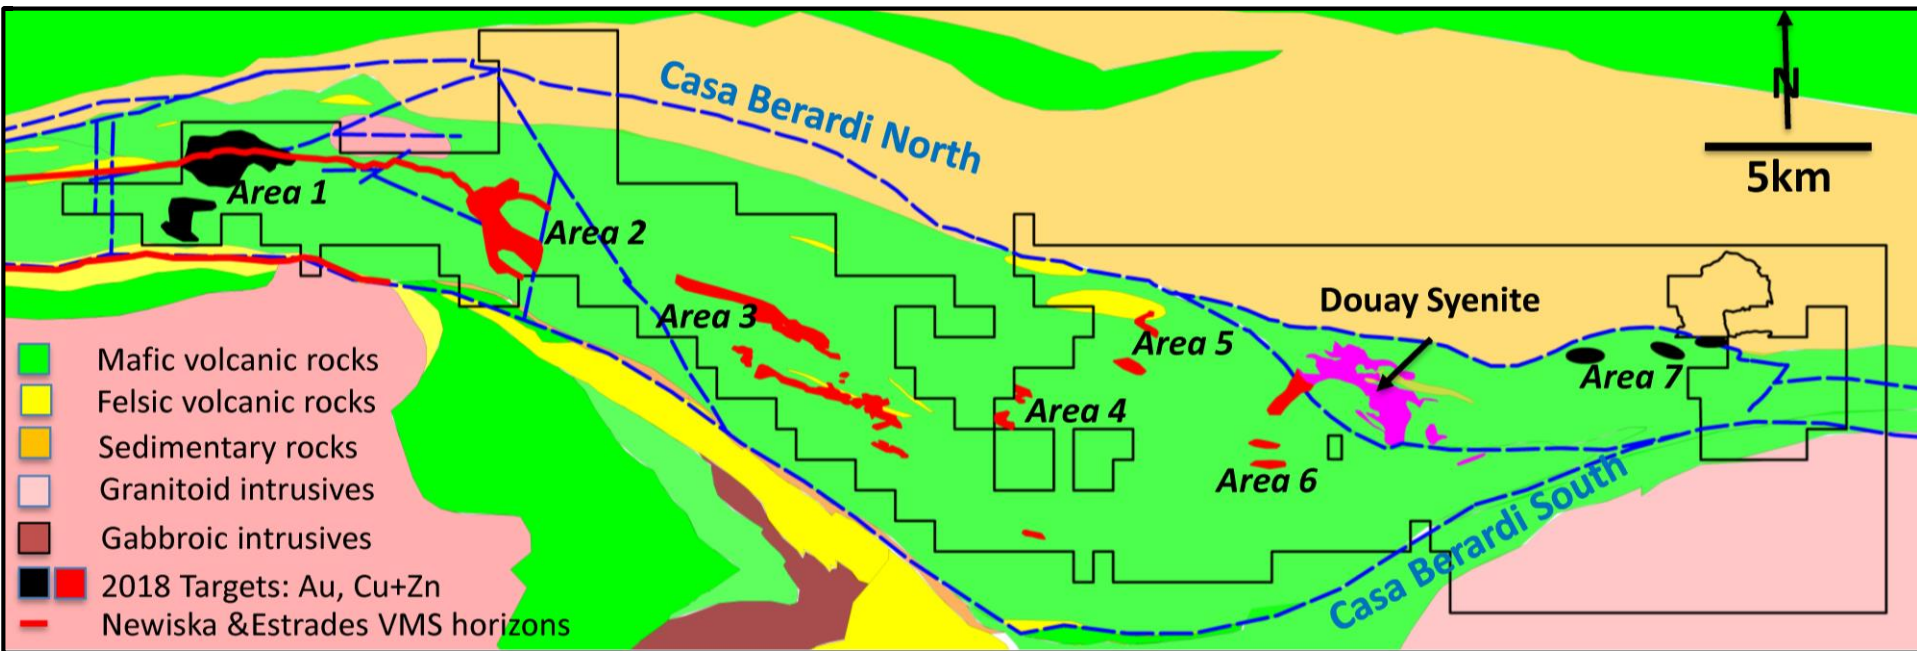 Casa Berardi North
N
5km
Area 1
Area 2
Douay Syenite
Area 3
Area 5
Area 7
Area 4
Area 6
Casa Berardi South
Mafic volcanic rocks
Felsic volcanic rocks
Sedimentary rocks
Granitoid intrusives
Gabbroic intrusives
2018 Targets: Au, Cu+Zn
Newiska &Estrades VMS horizons